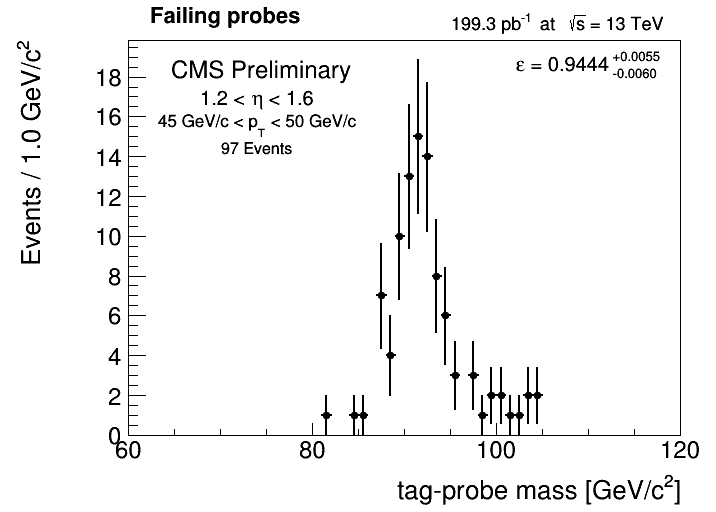 Failing probes
199.3 pb⁻¹ at √s = 13 TeV
CMS Preliminary
1.2 < η < 1.6
45 GeV/c < p_T < 50 GeV/c
97 Events
ε = 0.9444 +0.0055 -0.0060
Events / 1.0 GeV/c²
18
16
14
12
10
8
6
4
2
0
60 80 100 120
tag-probe mass [GeV/c²]